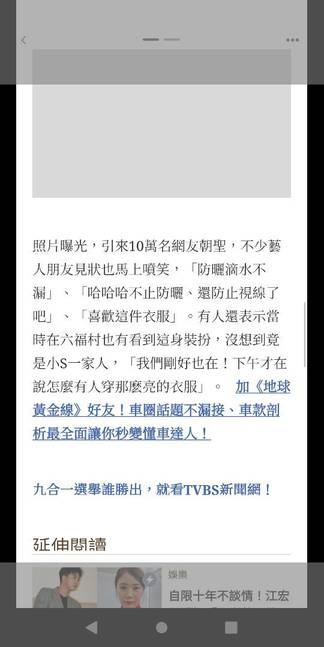 照片曝光，引來10萬名網友朝聖，不少藝
人朋友見狀也馬上噴笑，「防曬滴水不
漏」、「哈哈哈不止防曬、還防止視線了
吧」、「喜歡這件衣服」。有人還表示當
時在六福村也有看到這身裝扮，沒想到竟
是小S一家人，「我們剛好也在！下午才在
說怎麼有人穿那麼亮的衣服」。 加《地球
黃金線》好友！車圈話題不漏接、車款剖
析最全面讓你秒變懂車達人！
九合一選舉誰勝出，就看TVBS新聞網！
延伸閱讀
娛樂
自限十年不談情！江宏